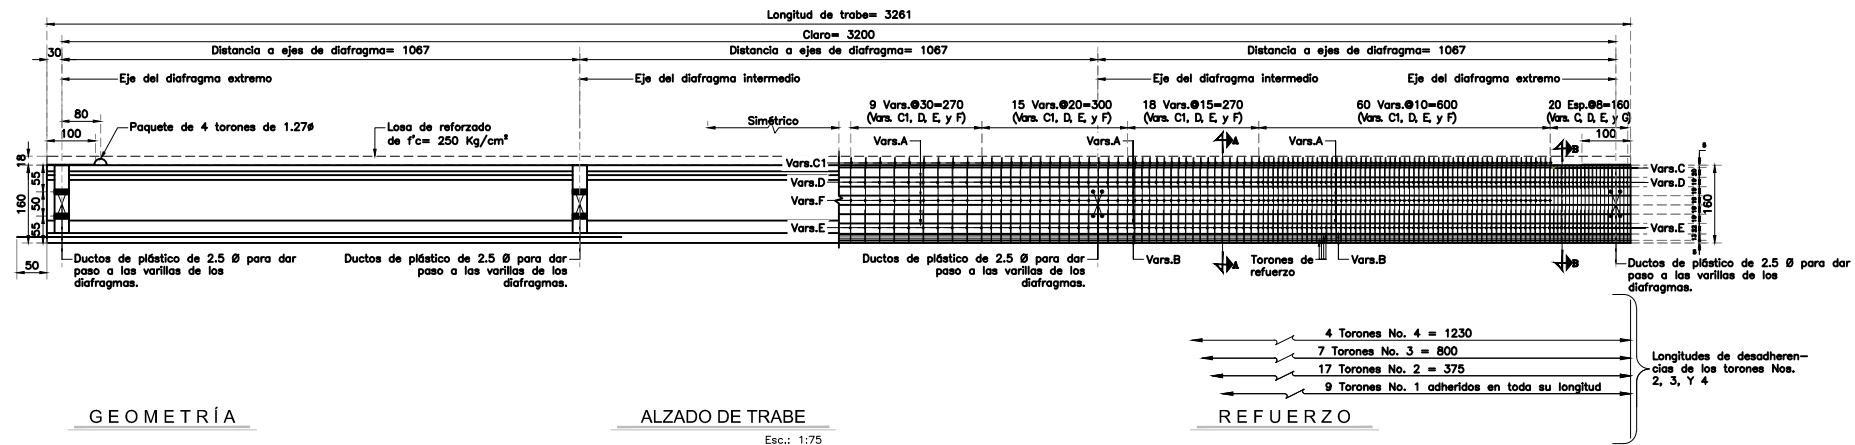 Longitud de trabe= 3261
Claro= 3200
30
Distancia a ejes de diafragma= 1067
Distancia a ejes de diafragma= 1067
Distancia a ejes de diafragma= 1067
Eje del diafragma extremo
Eje del diafragma intermedio
Eje del diafragma intermedio
Eje del diafragma extremo
80
100
Paquete de 4 torones de 1.27ø
Losa de reforzado
de f'c= 250 Kg/cm²
Simétrico
9 Vars.@30=270
(Vars. C1, D, E, y F)
15 Vars.@20=300
(Vars. C1, D, E, y F)
18 Vars.@15=270
(Vars. C1, D, E, y F)
60 Vars.@10=600
(Vars. C1, D, E, y F)
20 Esp.@8=160
(Vars. C, D, E, y G)
100
Vars.A
Vars.A
Vars.A
A
B
18
160
55
50
55
50
Vars.C1
Vars.D
Vars.F
Vars.E
Vars.C
Vars.D
Vars.E
160
Ductos de plástico de 2.5 Ø para dar
paso a las varillas de los
diafragmas.
Ductos de plástico de 2.5 Ø para dar
paso a las varillas de los
diafragmas.
Ductos de plástico de 2.5 Ø para dar
paso a las varillas de los
diafragmas.
Vars.B
A
Torones de
refuerzo
Vars.B
B
Ductos de plástico de 2.5 Ø para dar
paso a las varillas de los
diafragmas.
4 Torones No. 4 = 1230
7 Torones No. 3 = 800
17 Torones No. 2 = 375
9 Torones No. 1 adheridos en toda su longitud
Longitudes de desadheren-
cias de los torones Nos.
2, 3, Y 4
GEOMETRÍA
ALZADO DE TRABE
Esc.: 1:75
REFUERZO